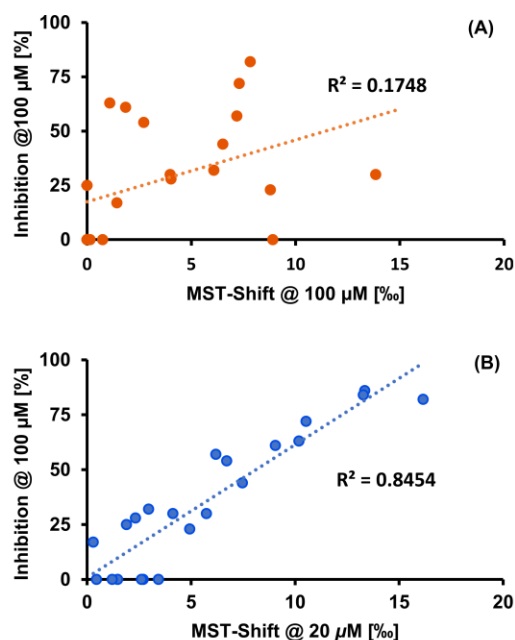 (A)
100
75
50
25
0
Inhibition @100 µM [%]
R² = 0.1748
0 5 10 15 20
MST-Shift @ 100 µM [‰]
(B)
100
75
50
25
0
Inhibition @ 100 µM [%]
R² = 0.8454
0 5 10 15 20
MST-Shift @ 20 µM [‰]